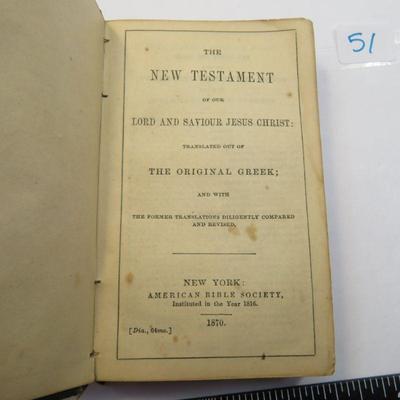 THE
NEW TESTAMENT
OF OUR
LORD AND SAVIOUR JESUS CHRIST:
TRANSLATED OUT OF
THE ORIGINAL GREEK;
AND WITH
THE FORMER TRANSLATIONS DILIGENTLY COMPARED
AND REVISED.
NEW YORK:
AMERICAN BIBLE SOCIETY,
Instituted in the Year 1816.
1870.
[Dia., 64mo.]
51